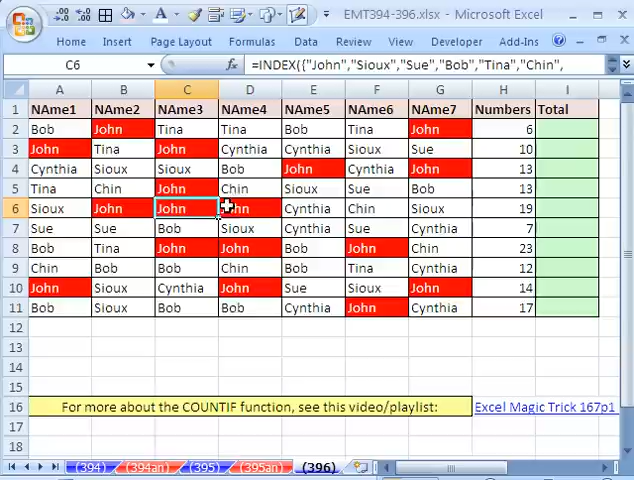 EMT394-396.xlsx - Microsoft Excel
Home Insert Page Layout Formulas Data Review View Developer Add-Ins
C6 fx =INDEX({"John","Sioux","Sue","Bob","Tina","Chin",
A B C D E F G H I
1 NAme1 NAme2 NAme3 NAme4 NAme5 NAme6 NAme7 Numbers Total
2 Bob John Tina Tina Bob Tina John 6
3 John Tina John Cynthia Cynthia Sioux Sue 10
4 Cynthia Sioux Sioux Bob John Cynthia John 13
5 Tina Chin John Chin Sioux Sue Bob 13
6 Sioux John John John Cynthia Chin Sioux 19
7 Sue Sue Bob Sioux Cynthia Sue Cynthia 7
8 Bob Tina John John Bob John Chin 23
9 Chin Bob Bob Chin Bob Tina Cynthia 12
10 John Sioux Cynthia John Sue Sioux John 14
11 Bob Sioux Bob Bob Cynthia John Cynthia 17
12
13
14
15
16 For more about the COUNTIF function, see this video/playlist: Excel Magic Trick 167p1
17
18
(394) (394an) (395) (395an) (396)